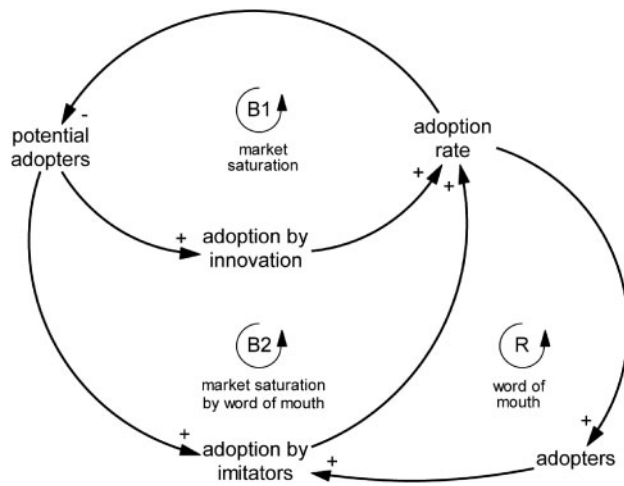 B1
market
saturation
-
potential
adopters
adoption
rate
+
+
+
adoption by
innovation
B2
market saturation
by word of mouth
R
word of
mouth
+
adoption by
imitators
+
+
adopters